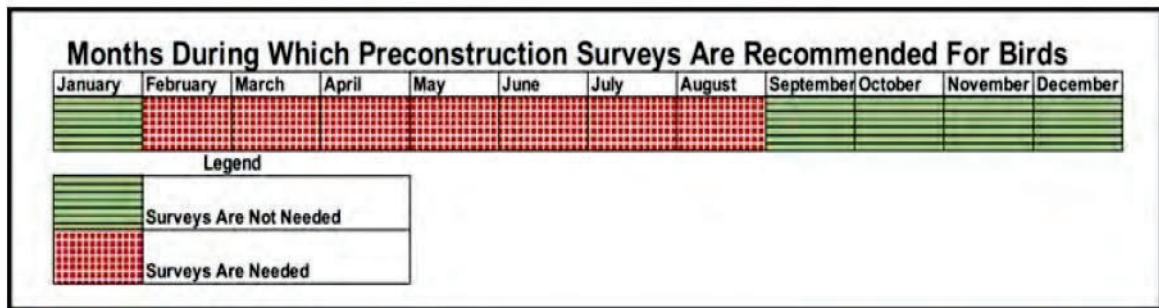 Months During Which Preconstruction Surveys Are Recommended For Birds
January February March April May June July August September October November December
Legend
Surveys Are Not Needed
Surveys Are Needed